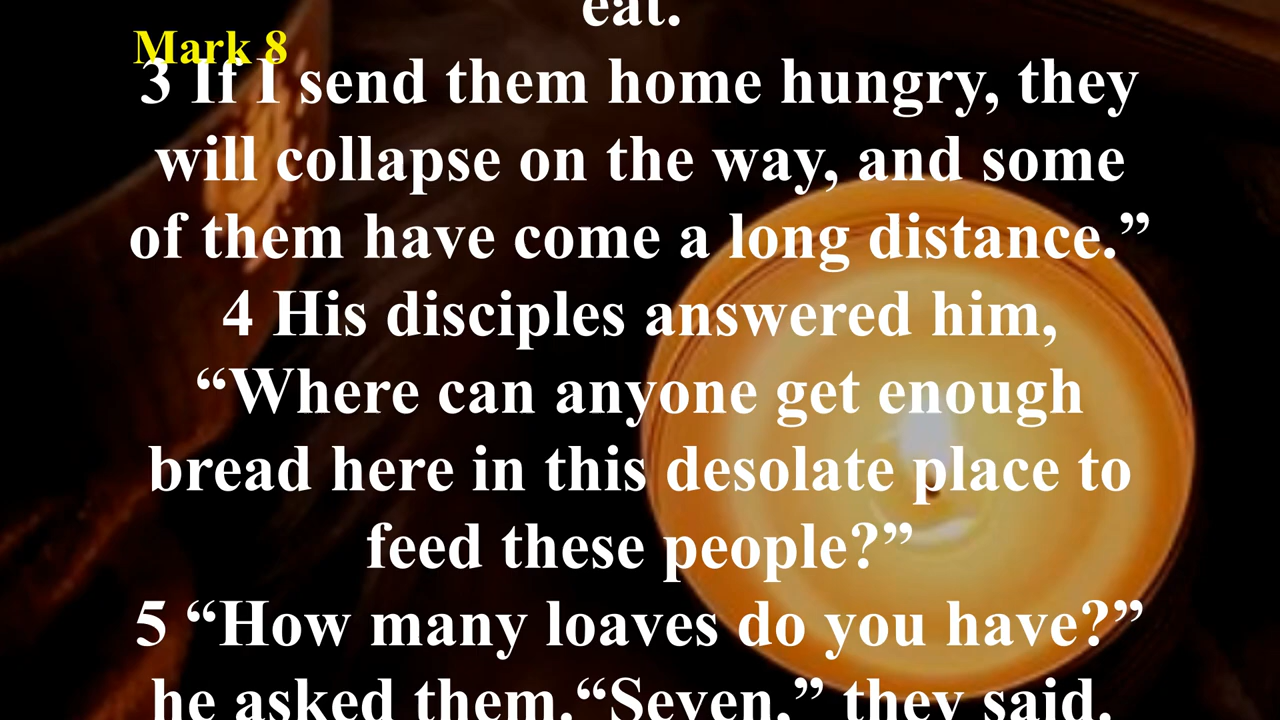 eat.
Mark 8
3 If I send them home hungry, they
will collapse on the way, and some
of them have come a long distance.”
4 His disciples answered him,
“Where can anyone get enough
bread here in this desolate place to
feed these people?”
5 “How many loaves do you have?”
he asked them.“Seven,” they said.